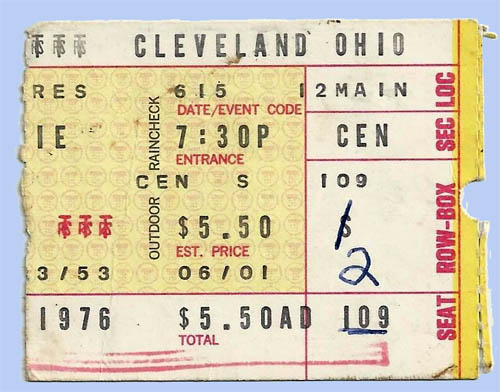 CLEVELAND OHIO
RES 615 12MAIN
DATE/EVENT CODE
IE 7:30P CEN
ENTRANCE
CEN S 109
$5.50 S
EST. PRICE 2
3/53 06/01
1976 $5.50AD 109
TOTAL
OUTDOOR RAINCHECK
SEAT ROW-BOX SEC LOC